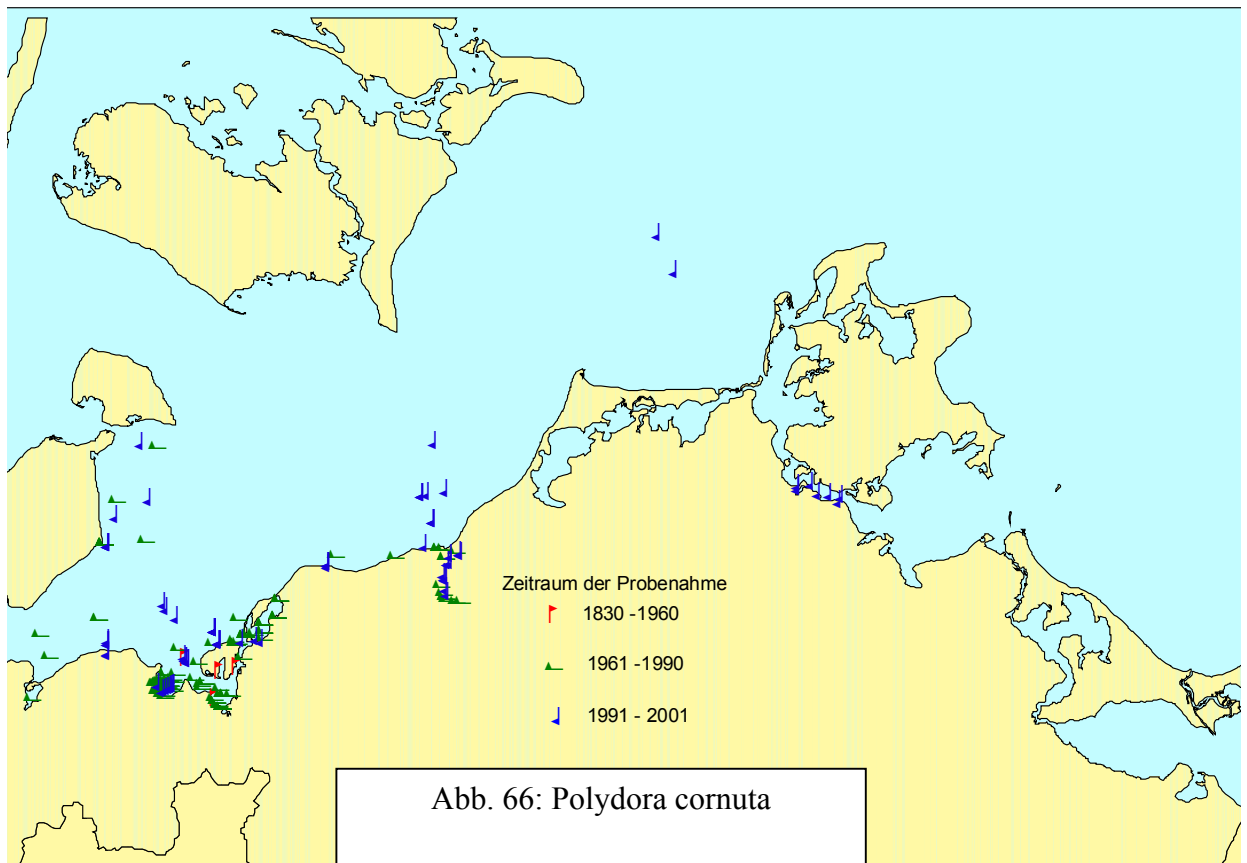 Zeitraum der Probenahme
1830 -1960
1961 -1990
1991 - 2001
Abb. 66: Polydora cornuta